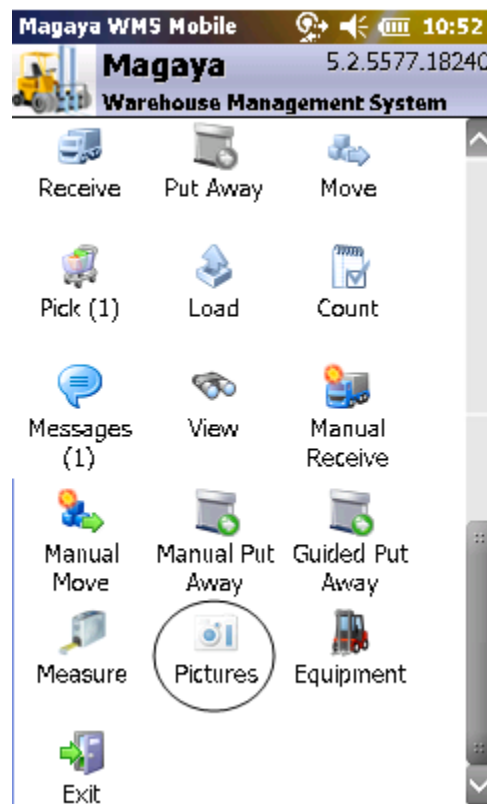 Magaya WMS Mobile 10:52
Magaya 5.2.5577.18240
Warehouse Management System
Receive Put Away Move
Pick (1) Load Count
Messages View Manual
(1) Receive
Manual Manual Put Guided Put
Move Away Away
Measure Pictures Equipment
Exit